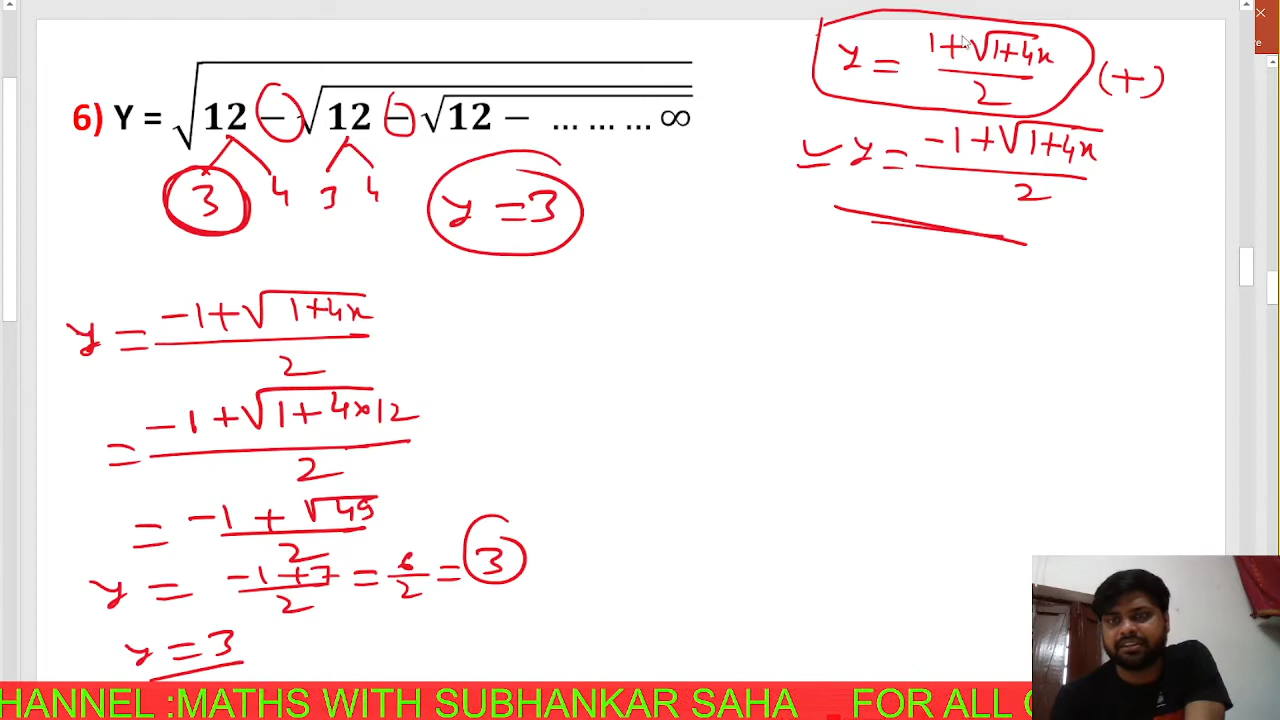 6) Y = √12 − √12 − √12 − ... ... ... ∞
3 4 3 4
y = 3
y = (1+√1+4x)/2 (+)
y = (-1+√1+4x)/2
y = (-1+√1+4x)/2
= (-1+√1+4×12)/2
= (-1+√49)/2
y = (-1+7)/2 = 6/2 = 3
y = 3
HANNEL :MATHS WITH SUBHANKAR SAHA _ FOR ALL